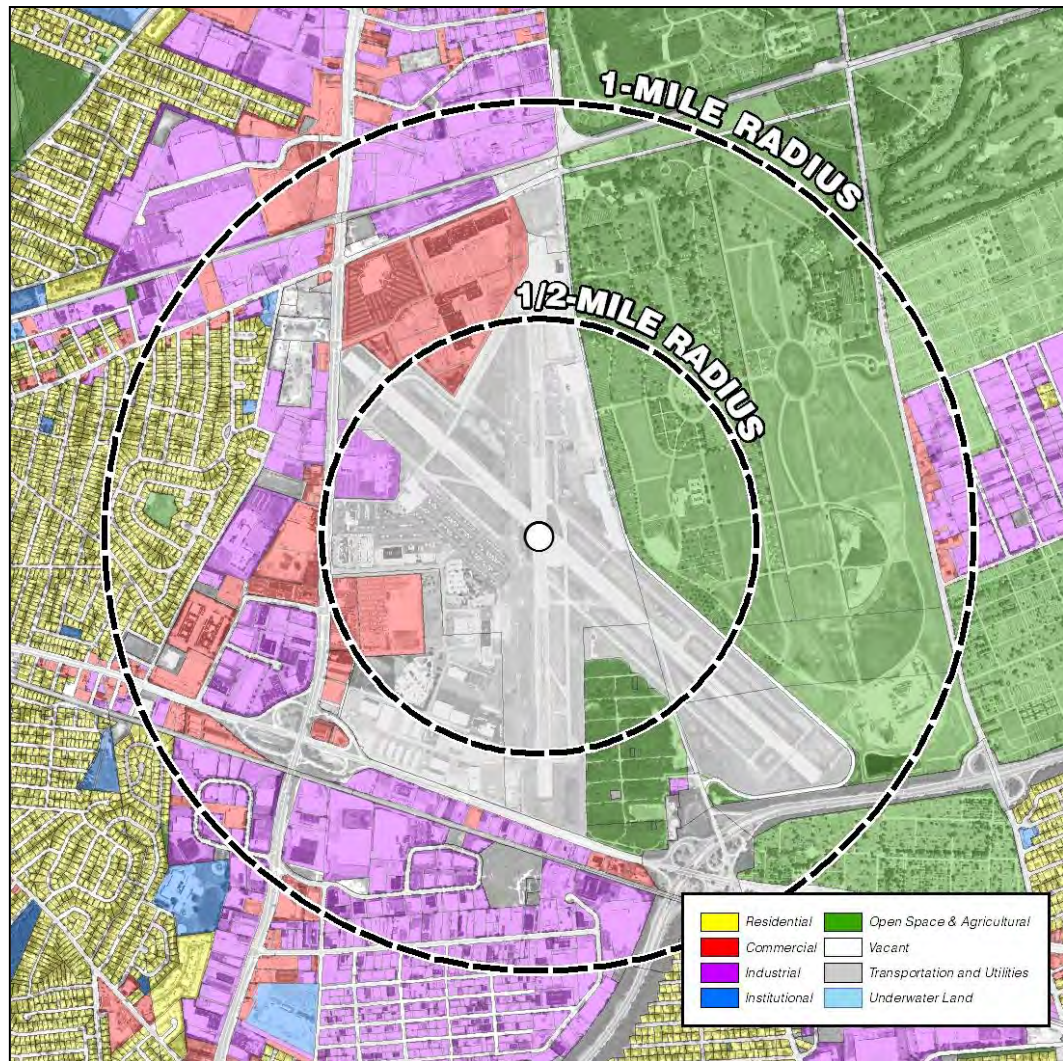 1-MILE RADIUS
1/2-MILE RADIUS
Residential
Commercial
Industrial
Institutional
Open Space & Agricultural
Vacant
Transportation and Utilities
Underwater Land